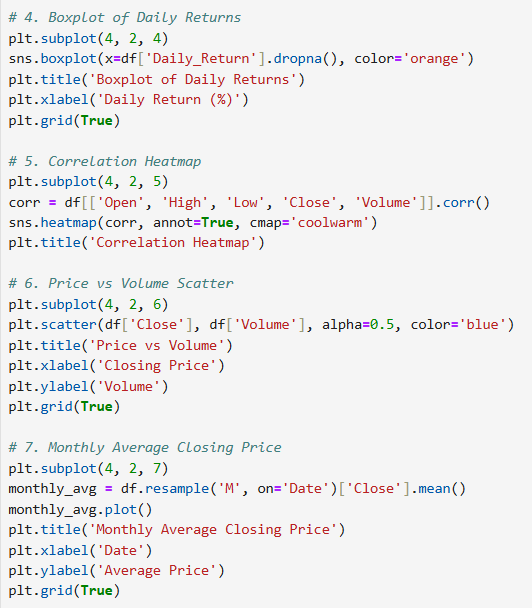 # 4. Boxplot of Daily Returns
plt.subplot(4, 2, 4)
sns.boxplot(x=df['Daily_Return'].dropna(), color='orange')
plt.title('Boxplot of Daily Returns')
plt.xlabel('Daily Return (%)')
plt.grid(True)

# 5. Correlation Heatmap
plt.subplot(4, 2, 5)
corr = df[['Open', 'High', 'Low', 'Close', 'Volume']].corr()
sns.heatmap(corr, annot=True, cmap='coolwarm')
plt.title('Correlation Heatmap')

# 6. Price vs Volume Scatter
plt.subplot(4, 2, 6)
plt.scatter(df['Close'], df['Volume'], alpha=0.5, color='blue')
plt.title('Price vs Volume')
plt.xlabel('Closing Price')
plt.ylabel('Volume')
plt.grid(True)

# 7. Monthly Average Closing Price
plt.subplot(4, 2, 7)
monthly_avg = df.resample('M', on='Date')['Close'].mean()
monthly_avg.plot()
plt.title('Monthly Average Closing Price')
plt.xlabel('Date')
plt.ylabel('Average Price')
plt.grid(True)